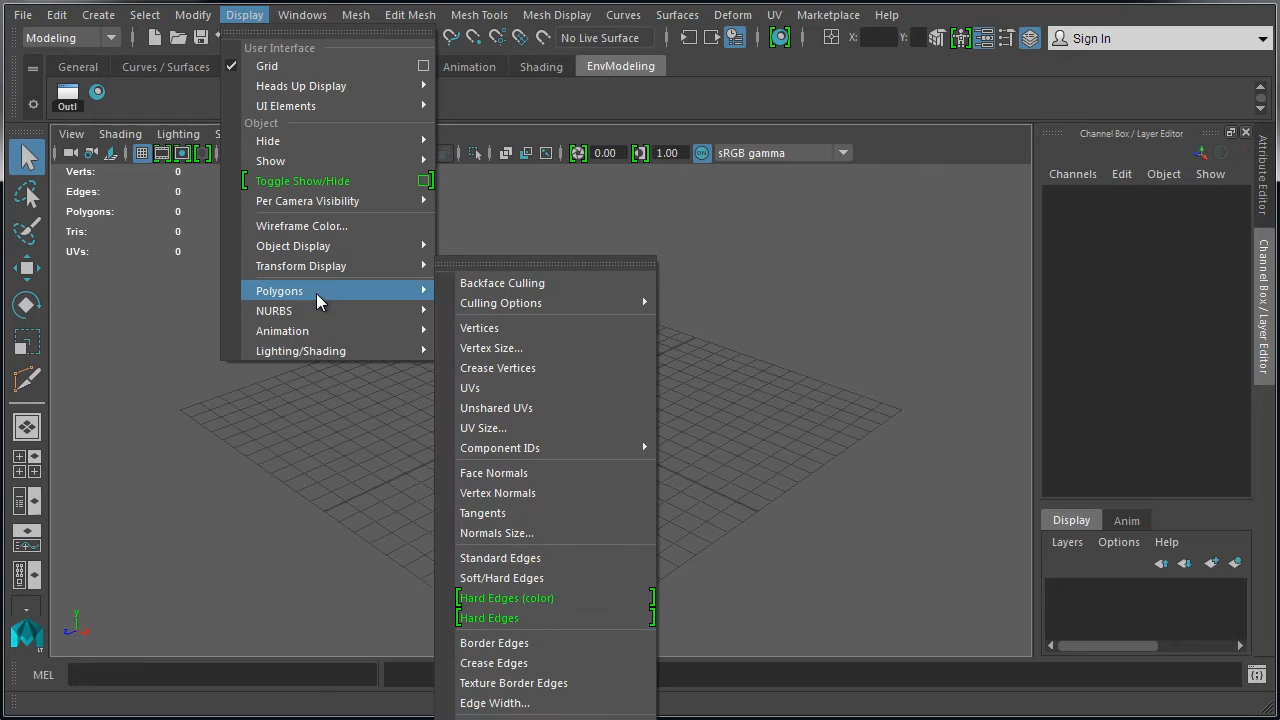 File Edit Create Select Modify Display Windows Mesh Edit Mesh Mesh Tools Mesh Display Curves Surfaces Deform UV Marketplace Help
Modeling No Live Surface X: Y: Sign In
General Curves / Surfaces Animation Shading EnvModeling
Outl
View Shading Lighting S
0.00 1.00 sRGB gamma
Verts: 0
Edges: 0
Polygons: 0
Tris: 0
UVs: 0
User Interface
Grid
Heads Up Display
UI Elements
Object
Hide
Show
Toggle Show/Hide
Per Camera Visibility
Wireframe Color...
Object Display
Transform Display
Polygons
NURBS
Animation
Lighting/Shading
Backface Culling
Culling Options
Vertices
Vertex Size...
Crease Vertices
UVs
Unshared UVs
UV Size...
Component IDs
Face Normals
Vertex Normals
Tangents
Normals Size...
Standard Edges
Soft/Hard Edges
Hard Edges (color)
Hard Edges
Border Edges
Crease Edges
Texture Border Edges
Edge Width...
Channel Box / Layer Editor
Channels Edit Object Show
Attribute Editor
Channel Box / Layer Editor
Display Anim
Layers Options Help
y
z x
LT
MEL